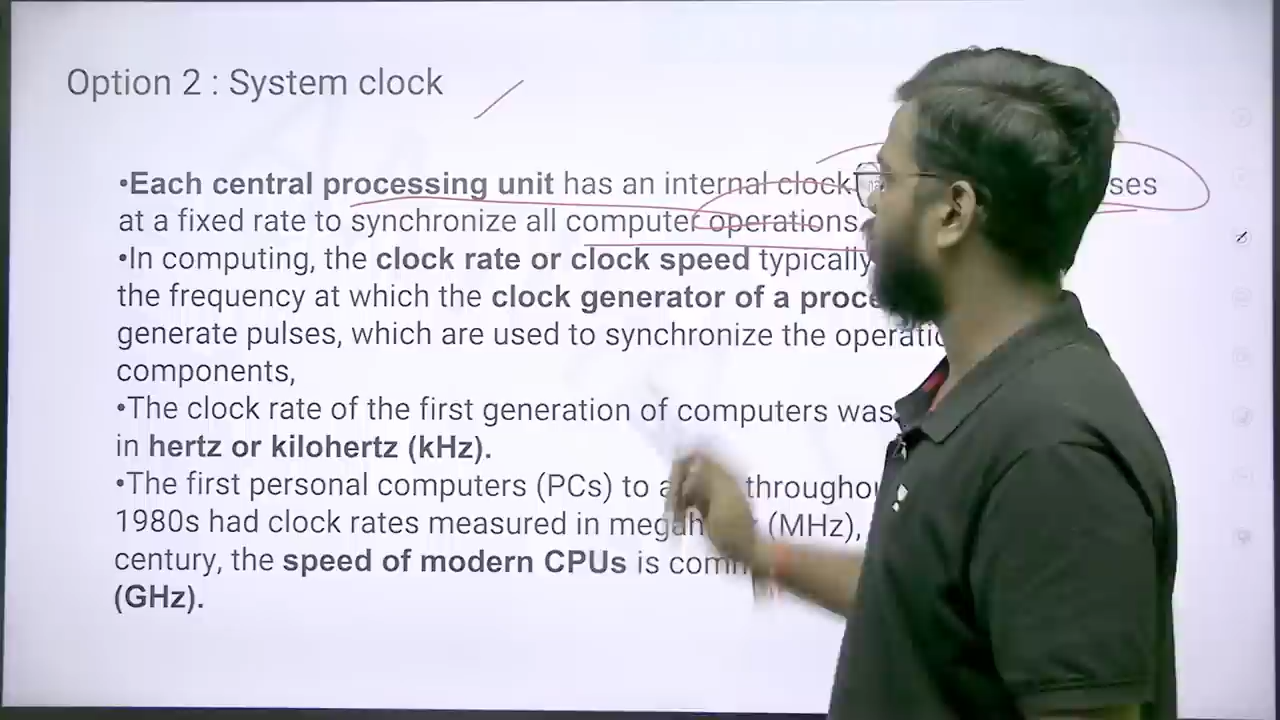 Option 2 : System clock
•Each central processing unit has an internal clock ses
at a fixed rate to synchronize all computer operations.
•In computing, the clock rate or clock speed typically
the frequency at which the clock generator of a
generate pulses, which are used to synchronize the
components,
•The clock rate of the first generation of computers was
in hertz or kilohertz (kHz).
•The first personal computers (PCs) to
1980s had clock rates measured in (MHz),
century, the speed of modern CPUs is
(GHz).